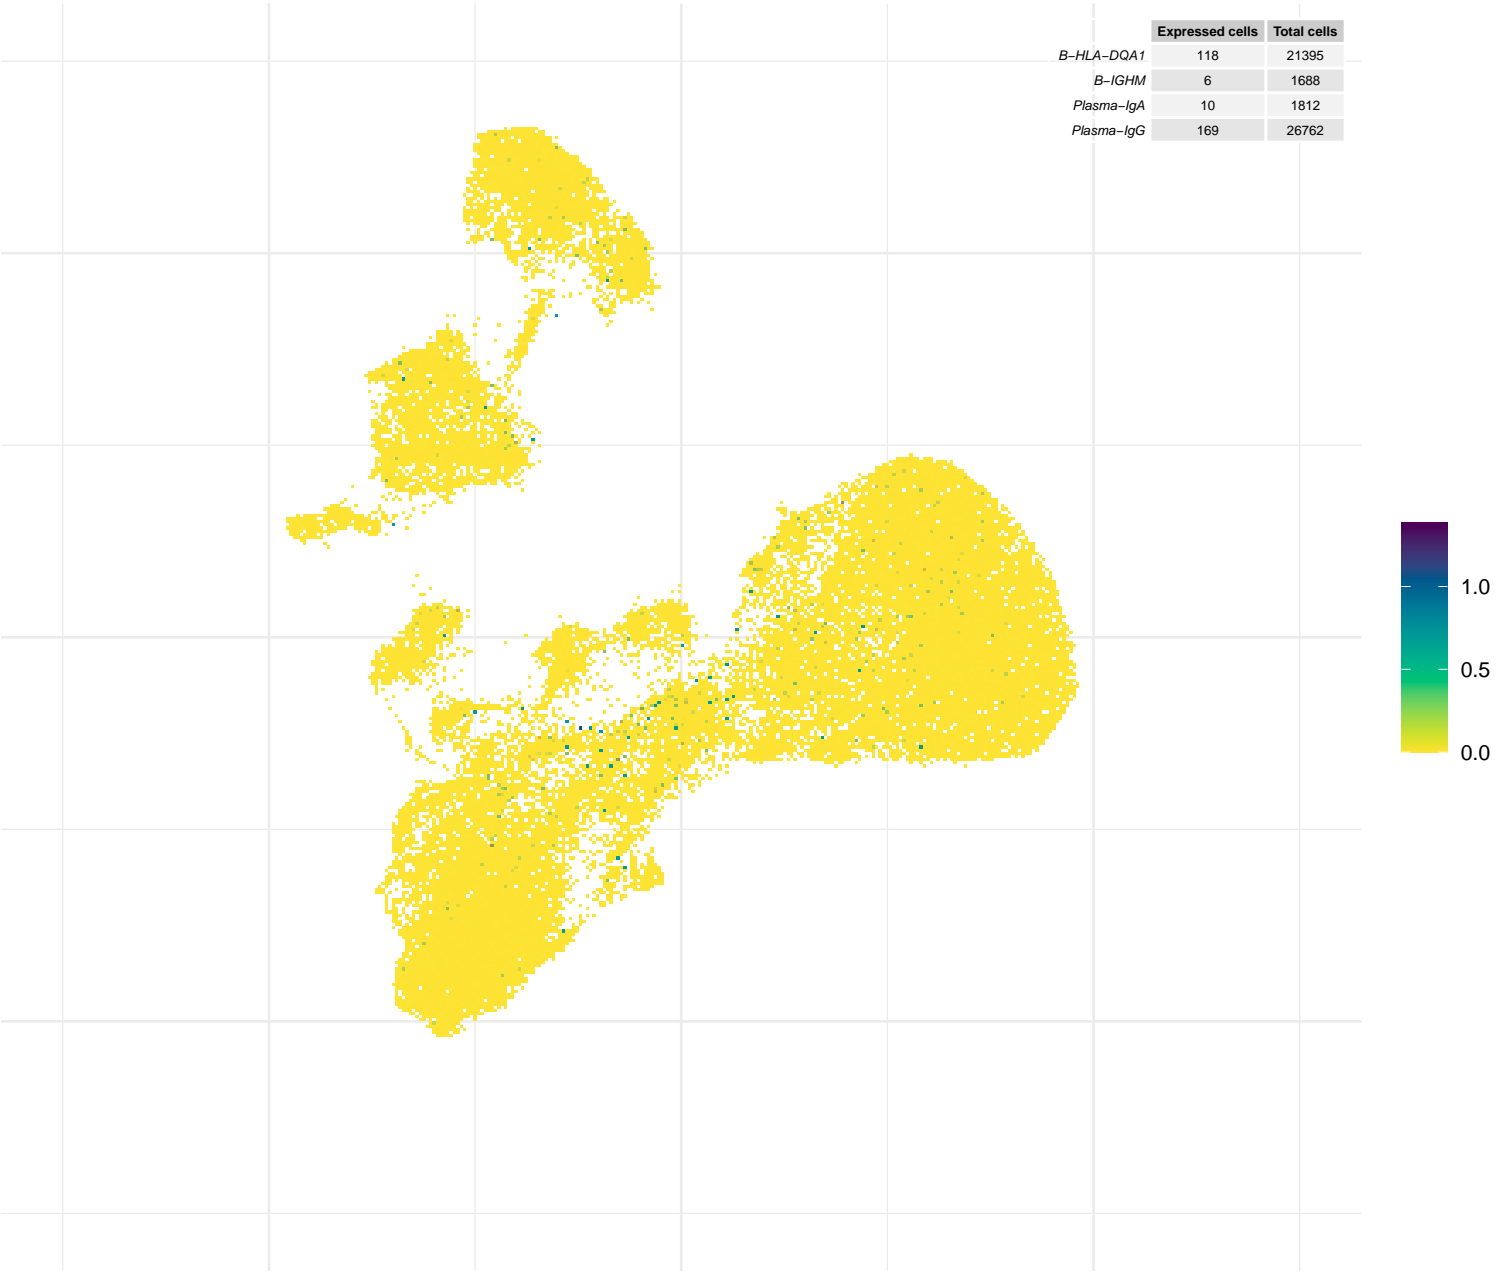 Expressed cells Total cells
B−HLA−DQA1 118 21395
B−IGHM 6 1688
Plasma−IgA 10 1812
Plasma−IgG 169 26762
1.0
0.5
0.0